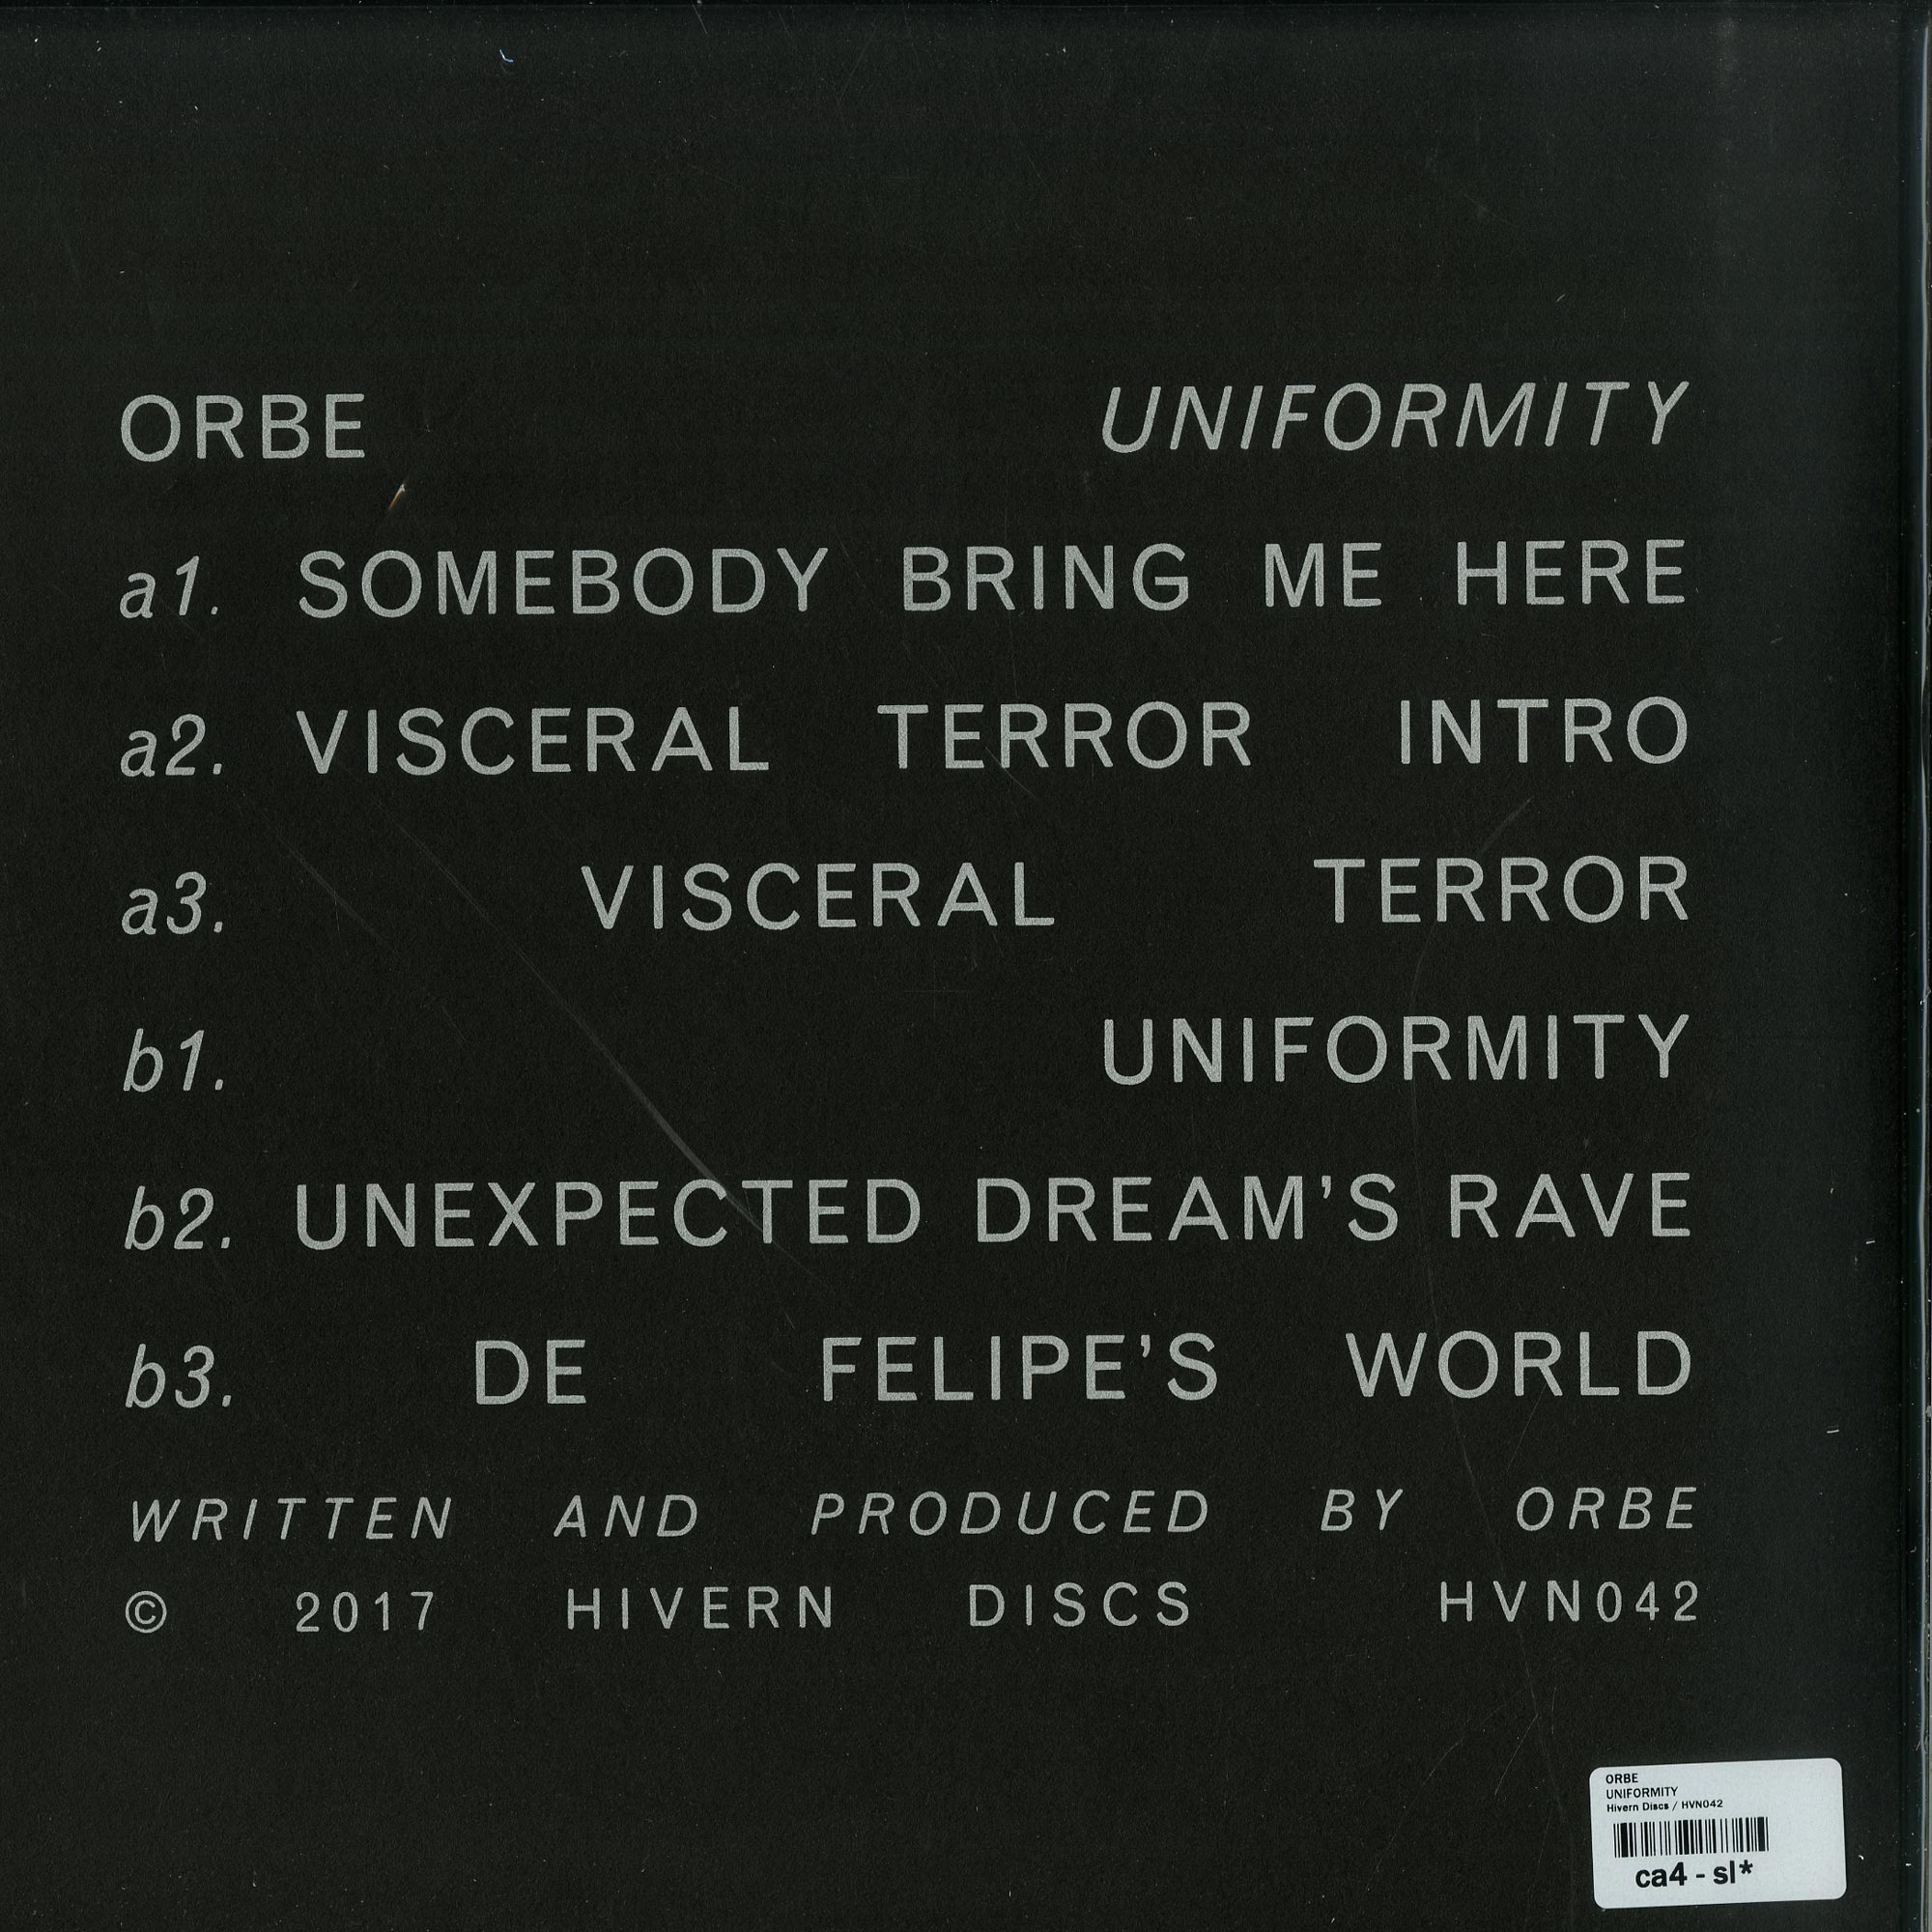 ORBE UNIFORMITY
a1. SOMEBODY BRING ME HERE
a2. VISCERAL TERROR INTRO
a3. VISCERAL TERROR
b1. UNIFORMITY
b2. UNEXPECTED DREAM’S RAVE
b3. DE FELIPE’S WORLD
WRITTEN AND PRODUCED BY ORBE
© 2017 HIVERN DISCS HVN042
ORBE
UNIFORMITY
Hivern Discs / HVN042
ca4 - sl*